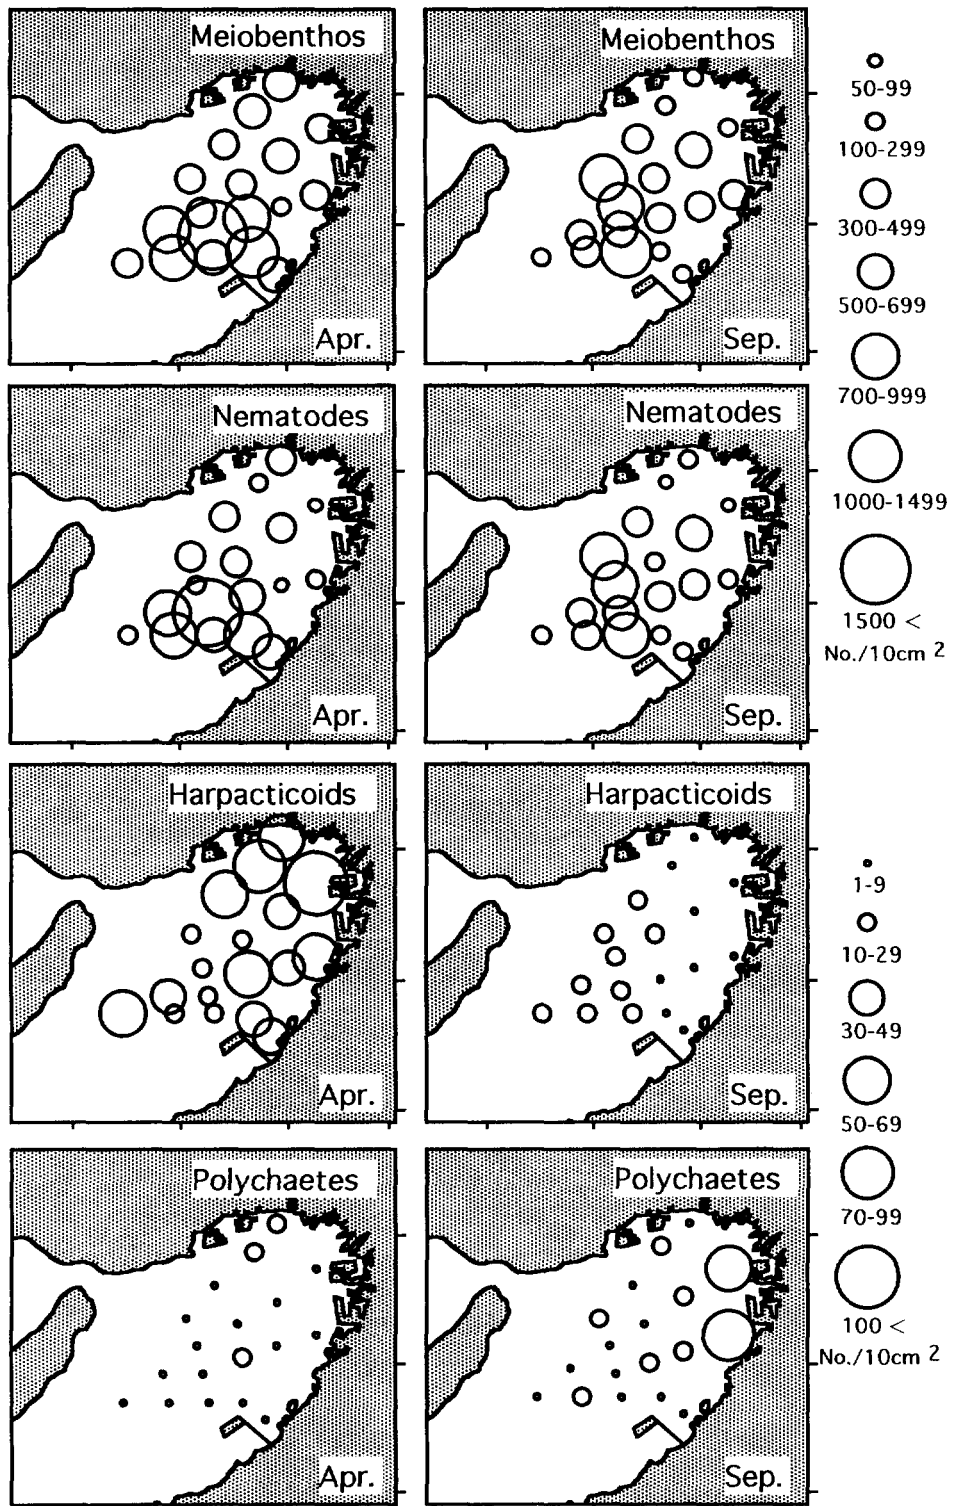 Meiobenthos
Apr.
Meiobenthos
Sep.
50-99
100-299
300-499
500-699
700-999
1000-1499
1500 <
No./10cm 2
Nematodes
Apr.
Nematodes
Sep.
Harpacticoids
Apr.
Harpacticoids
Sep.
1-9
10-29
30-49
50-69
70-99
100 <
No./10cm 2
Polychaetes
Apr.
Polychaetes
Sep.